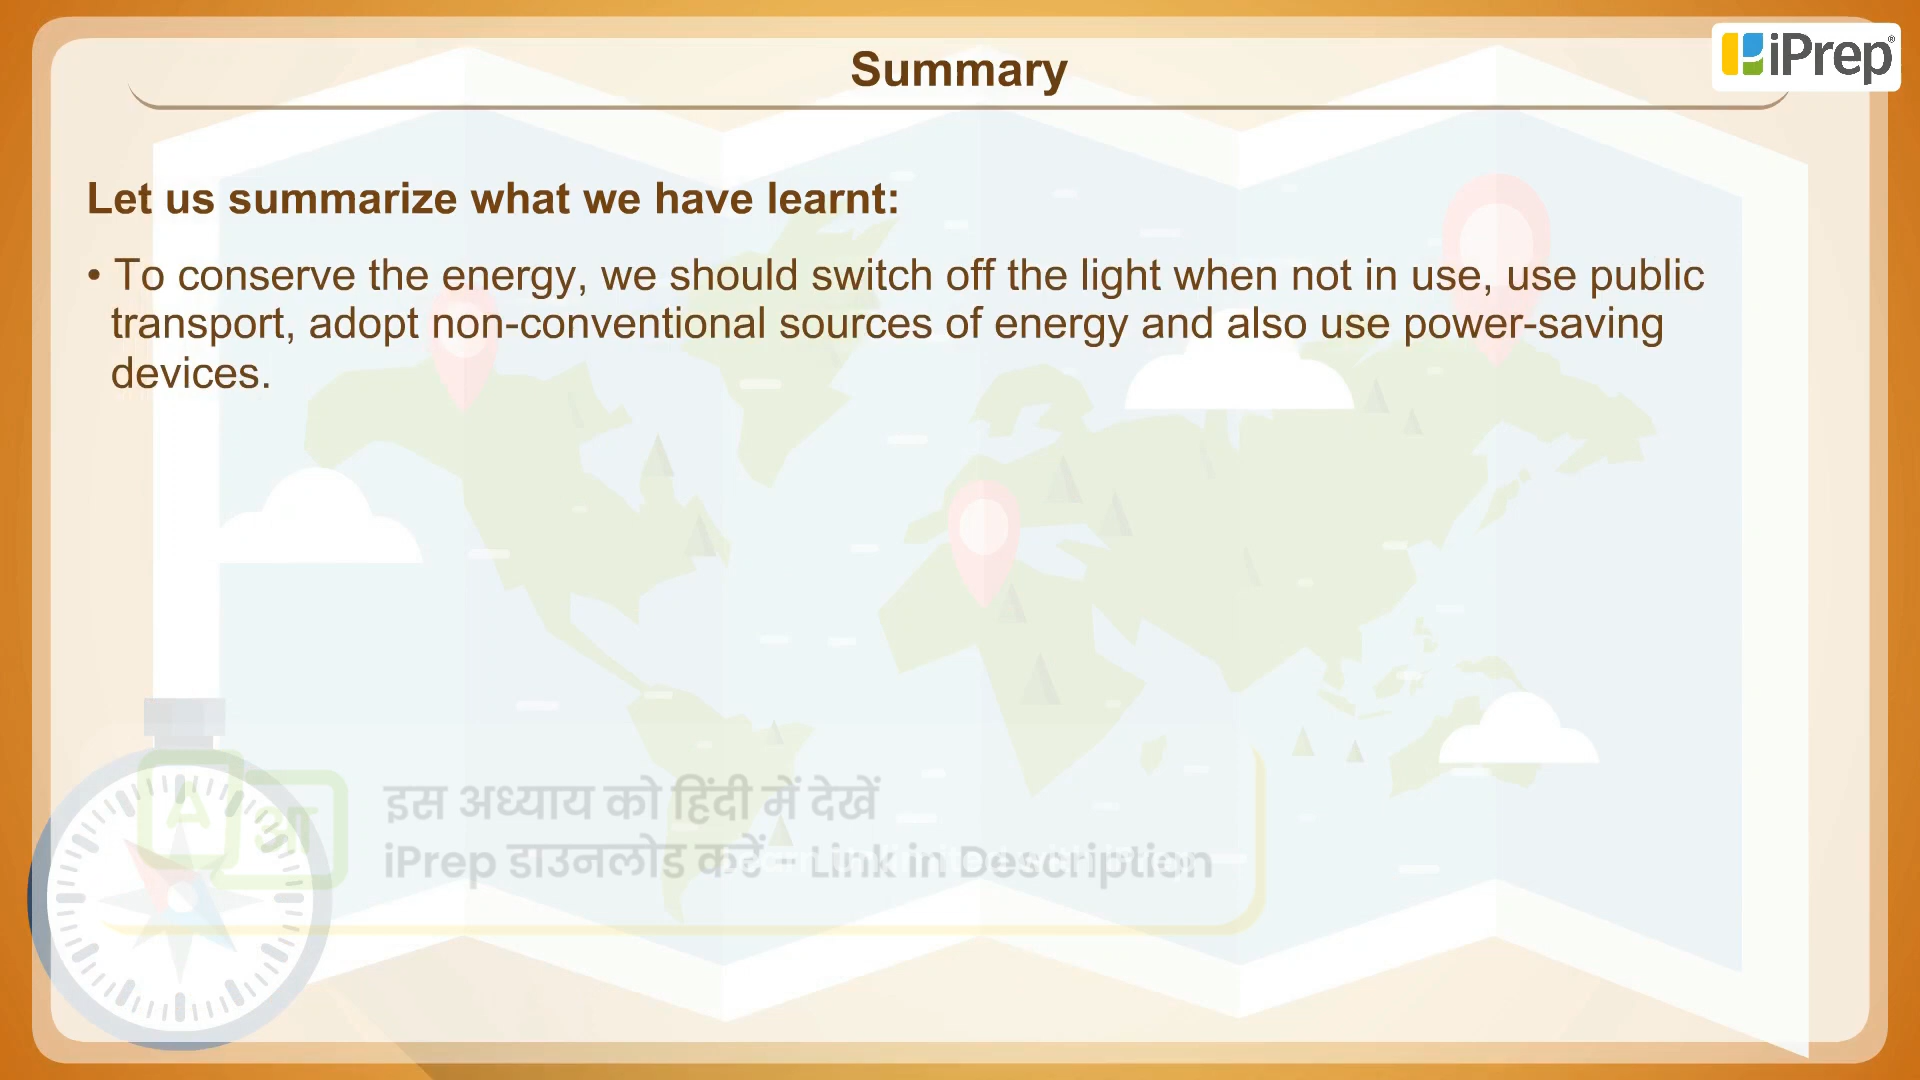 Summary
iPrep®
Let us summarize what we have learnt:
• To conserve the energy, we should switch off the light when not in use, use public
transport, adopt non-conventional sources of energy and also use power-saving
devices.
A अ
इस अध्याय को हिंदी में देखें
iPrep डाउनलोड करें - Link in Description